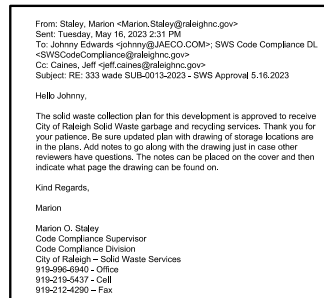 From: Staley, Marion <Marion.Staley@raleighnc.gov>
Sent: Tuesday, May 16, 2023 2:31 PM
To: Johnny Edwards <johnny@JAECO.COM>; SWS Code Compliance DL
<SWSCodeCompliance@raleighnc.gov>
Cc: Caines, Jeff <jeff.caines@raleighnc.gov>
Subject: RE: 333 wade SUB-0013-2023 - SWS Approval 5.16.2023
Hello Johnny,
The solid waste collection plan for this development is approved to receive
City of Raleigh Solid Waste garbage and recycling services. Thank you for
your patience. Be sure updated plan with drawing of storage locations are
in the plans. Add notes to go along with the drawing just in case other
reviewers have questions. The notes can be placed on the cover and then
indicate what page the drawing can be found on.
Kind Regards,
Marion
Marion O. Staley
Code Compliance Supervisor
Code Compliance Division
City of Raleigh – Solid Waste Services
919-996-6940 - Office
919-219-5437 - Cell
919-212-4290 – Fax